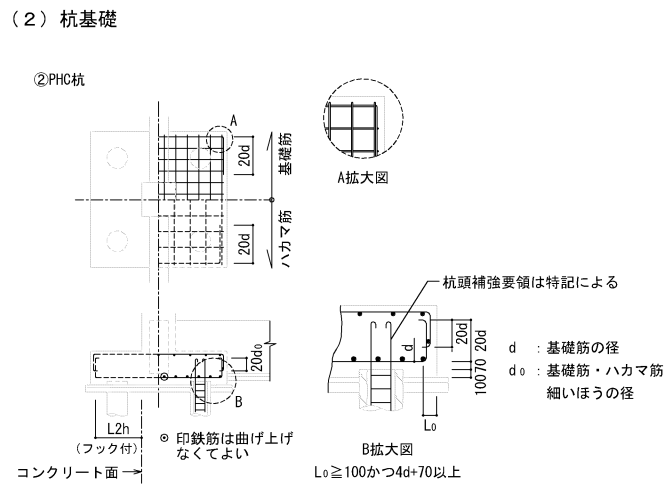 (2) 杭基礎
②PHC杭
A
20d
基礎筋
20d
ハカマ筋
A拡大図
杭頭補強要領は特記による
20d₀
B
L2h
(フック付)
コンクリート面
◉ 印鉄筋は曲げ上げ
なくてよい
d
20d
20d
70
100
L₀
B拡大図
L₀≧100かつ4d+70以上
d :基礎筋の径
d₀ :基礎筋・ハカマ筋
細いほうの径